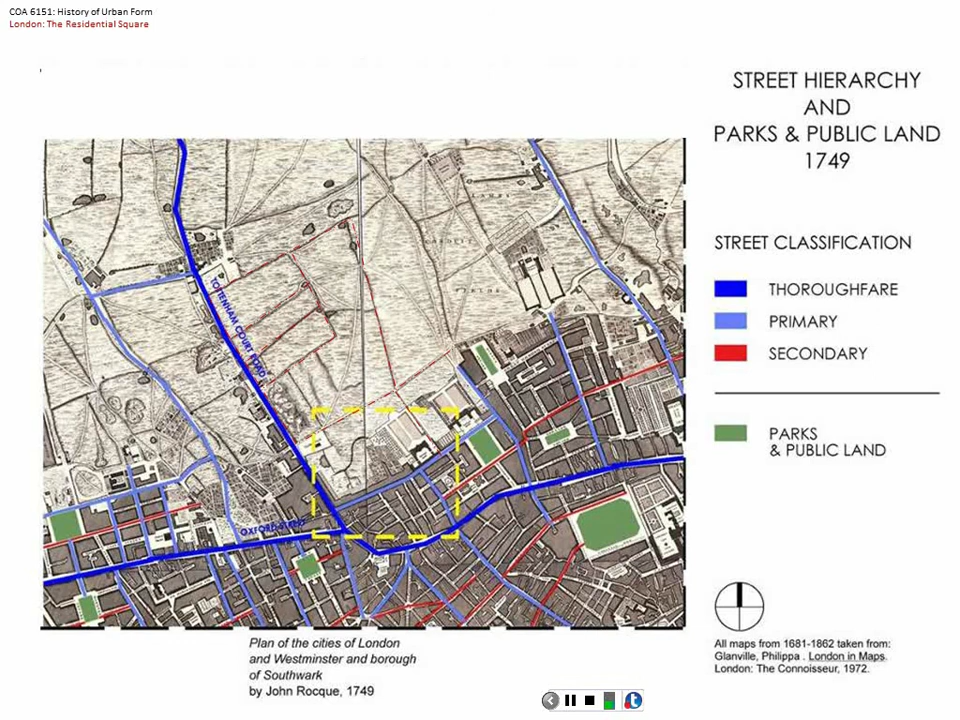 COA 6151: History of Urban Form
London: The Residential Square
STREET HIERARCHY
AND
PARKS & PUBLIC LAND
1749
STREET CLASSIFICATION
THOROUGHFARE
PRIMARY
SECONDARY
PARKS
& PUBLIC LAND
TOTTENHAM COURT ROAD
OXFORD STREET
Plan of the cities of London
and Westminster and borough
of Southwark
by John Rocque, 1749
All maps from 1681-1862 taken from:
Glanville, Philippa . London in Maps.
London: The Connoisseur, 1972.